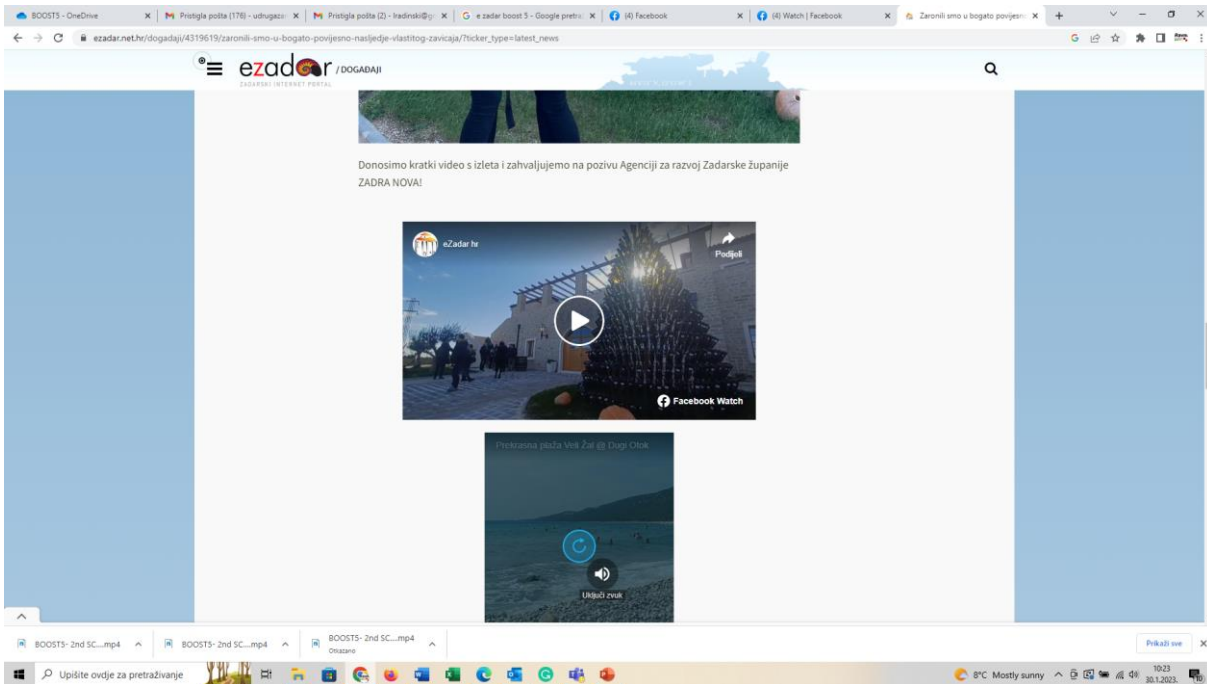 BOOST5 - OneDrive
Pristigla pošta (178) - udrugazo
Pristigla pošta (2) - lradinski@g
e zadar boost 5 - Google pretra
(4) Facebook
(4) Watch | Facebook
Zaronili smo u bogato povijesn
ezadar.net.hr/dogadaji/4319619/zaronili-smo-u-bogato-povijesno-nasljedje-vlastitog-zavicaja/?ticker_type=latest_news
ezadar / DOGAĐAJI
ZADARSKI INTERNET PORTAL
Donosimo kratki video s izleta i zahvaljujemo na pozivu Agenciji za razvoj Zadarske županije
ZADRA NOVA!
eZadar hr
Podijeli
Facebook Watch
Prekrasna plaža Veli Žal @ Dugi Otok
Uključi zvuk
BOOST5- 2nd SC....mp4
BOOST5- 2nd SC....mp4
BOOST5- 2nd SC....mp4
Otkazano
Prikaži sve
Upišite ovdje za pretraživanje
8°C Mostly sunny
10:23
30.1.2023.